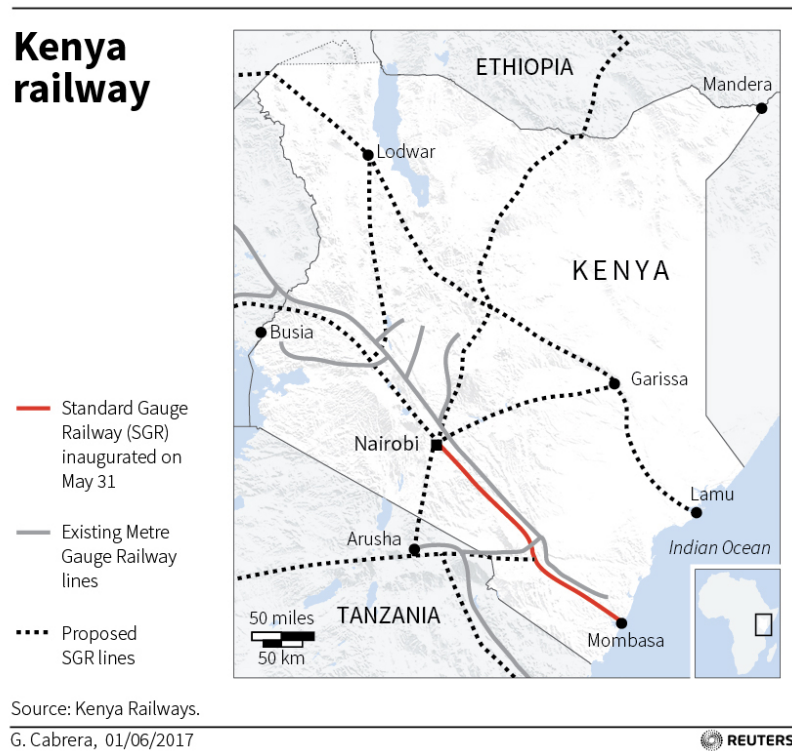 Kenya
railway
ETHIOPIA
Mandera
Lodwar
KENYA
Busia
Garissa
Nairobi
Lamu
Arusha
Indian Ocean
TANZANIA
50 miles
50 km
Mombasa
Standard Gauge
Railway (SGR)
inaugurated on
May 31
Existing Metre
Gauge Railway
lines
Proposed
SGR lines
Source: Kenya Railways.
G. Cabrera, 01/06/2017
REUTERS